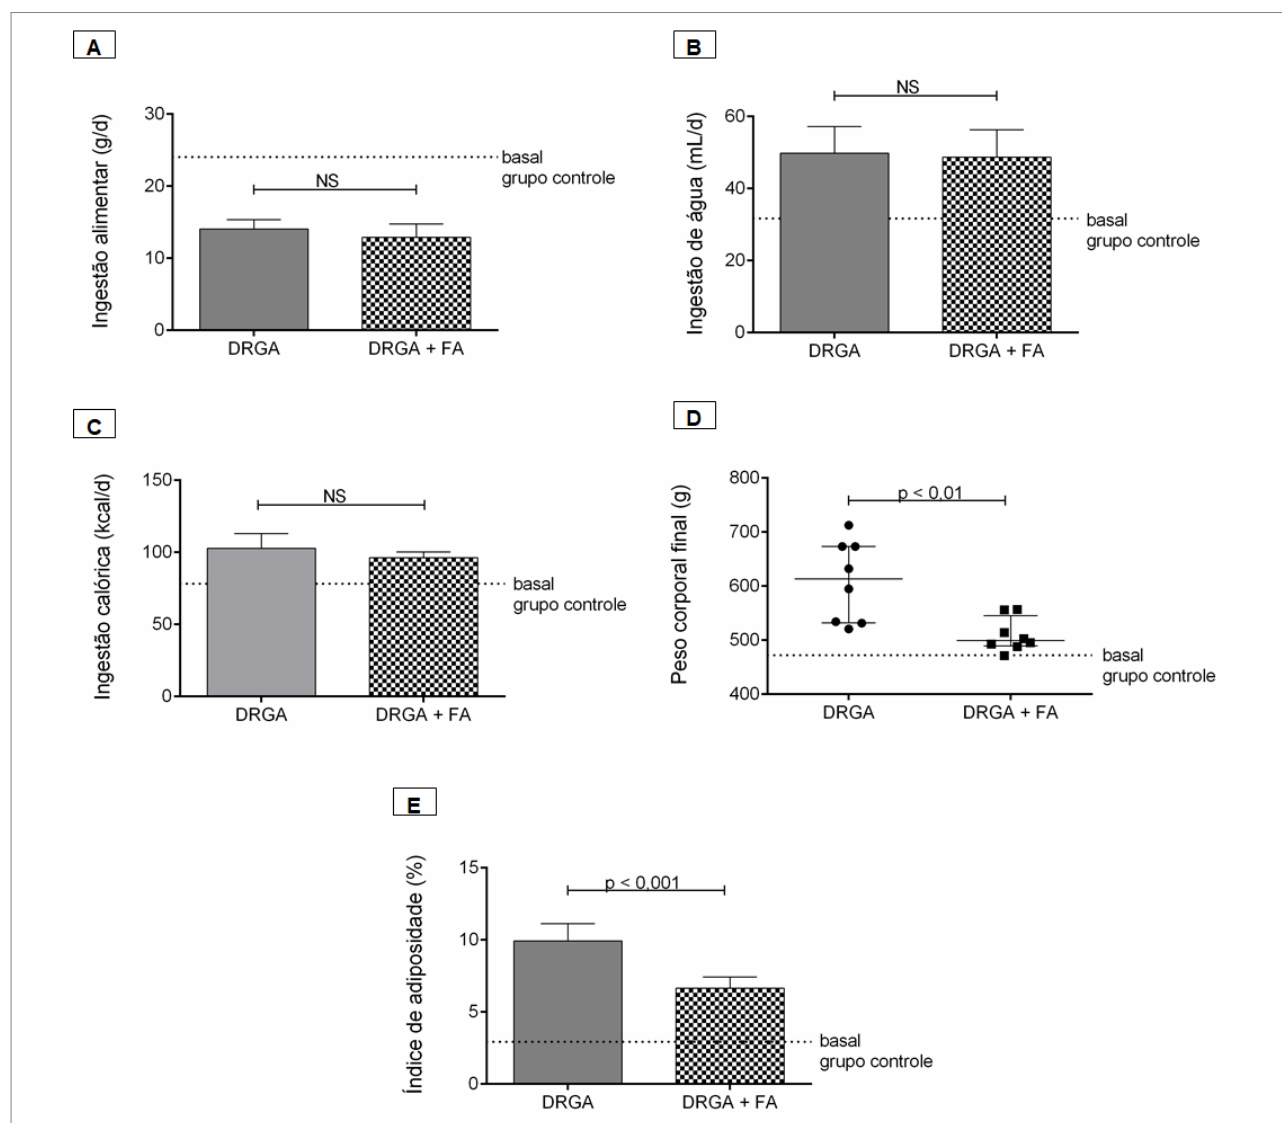 A
Ingestão alimentar (g/d)
30
20
10
0
NS
basal
grupo controle
DRGA
DRGA + FA
B
Ingestão de água (mL/d)
60
40
20
0
NS
basal
grupo controle
DRGA
DRGA + FA
C
Ingestão calórica (kcal/d)
150
100
50
0
NS
basal
grupo controle
DRGA
DRGA + FA
D
Peso corporal final (g)
800
700
600
500
400
p < 0,01
basal
grupo controle
DRGA
DRGA + FA
E
Índice de adiposidade (%)
15
10
5
0
p < 0,001
basal
grupo controle
DRGA
DRGA + FA